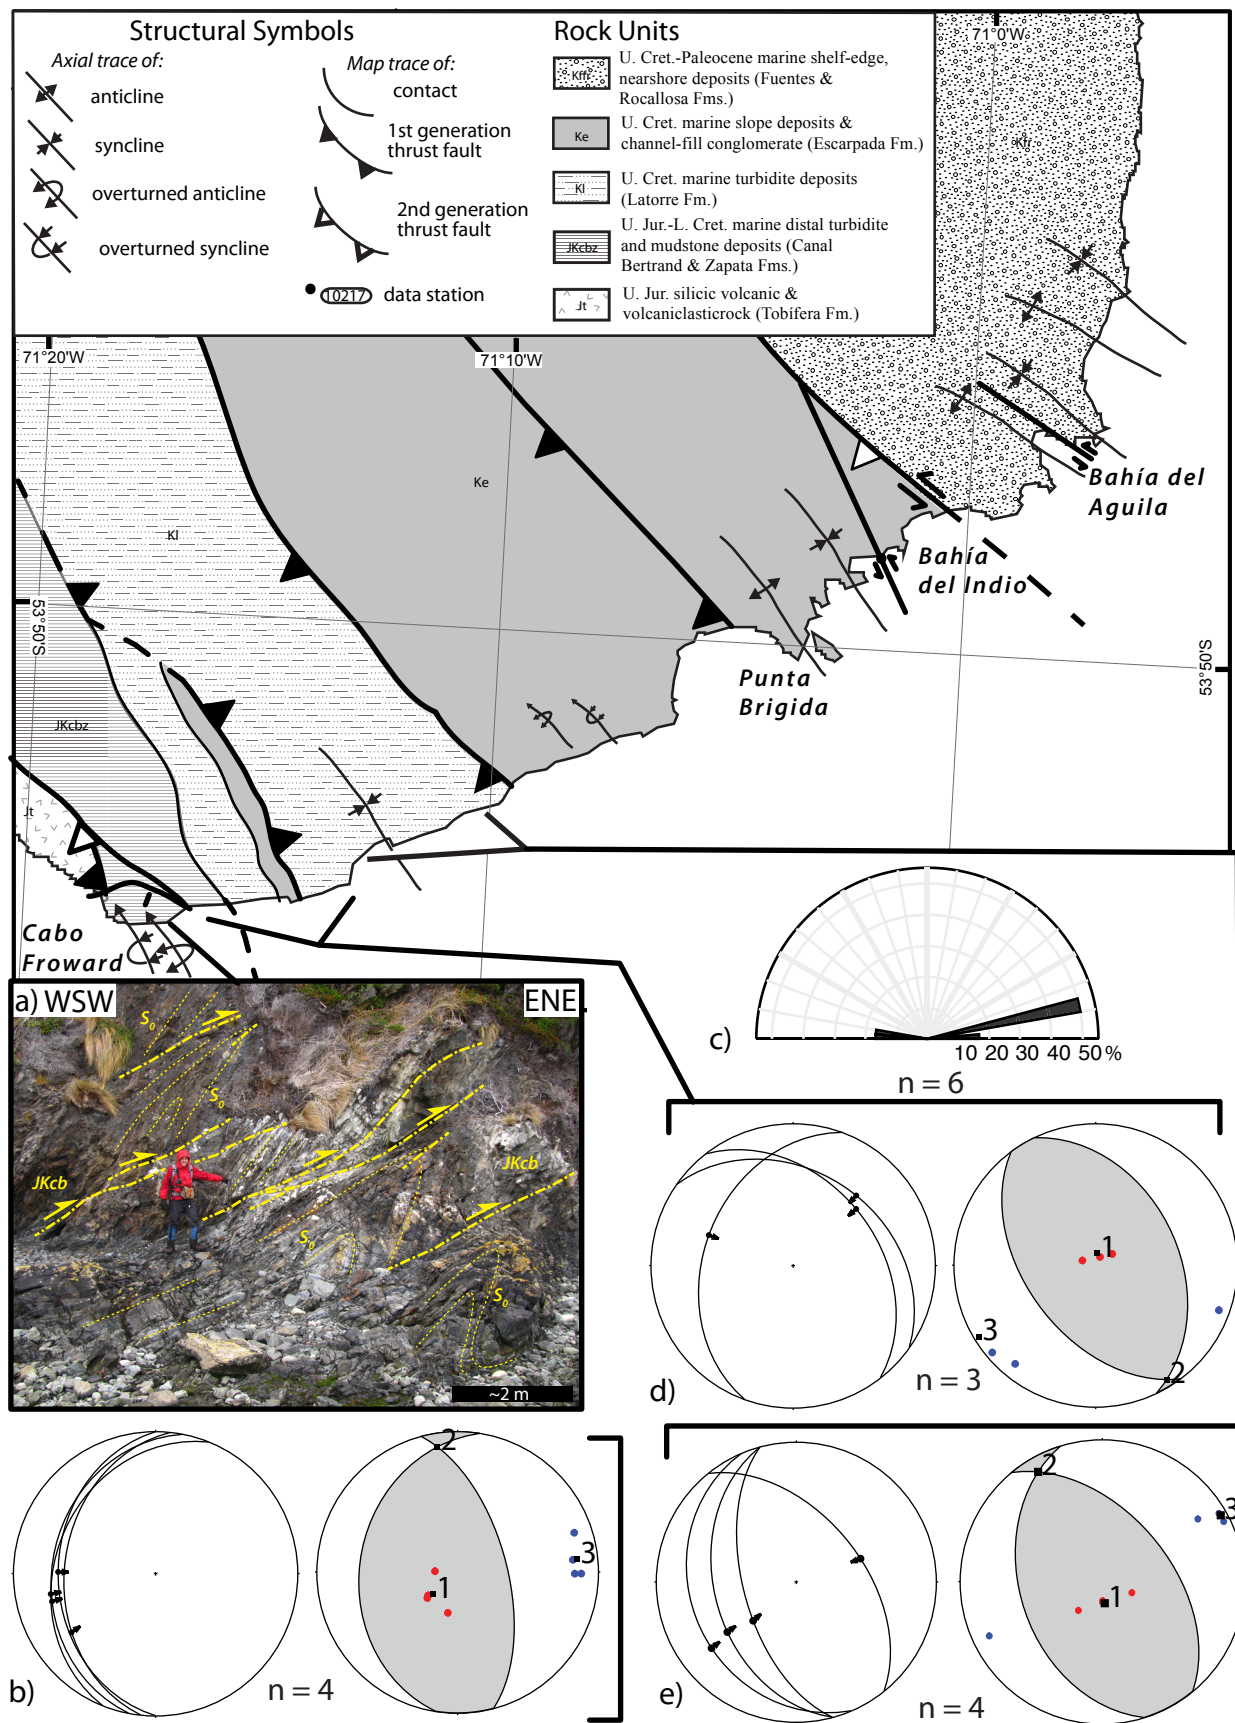 Structural Symbols
Axial trace of:
anticline
syncline
overturned anticline
overturned syncline
Map trace of:
contact
1st generation
thrust fault
2nd generation
thrust fault
10217 data station
Rock Units
Kffr
U. Cret.-Paleocene marine shelf-edge,
nearshore deposits (Fuentes &
Rocallosa Fms.)
Ke
U. Cret. marine slope deposits &
channel-fill conglomerate (Escarpada Fm.)
Kl
U. Cret. marine turbidite deposits
(Latorre Fm.)
JKcbz
U. Jur.-L. Cret. marine distal turbidite
and mudstone deposits (Canal
Bertrand & Zapata Fms.)
Jt
U. Jur. silicic volcanic &
volcaniclasticrock (Tobífera Fm.)
71°0'W
Kfr
71°20'W
71°10'W
Ke
Kl
Bahía del
Aguila
Bahía
del Indio
53°50'S
53°50'S
Punta
Brigida
JKcbz
Jt
Cabo
Froward
a) WSW
ENE
S0
S0
JKcb
JKcb
S0
S0
~2 m
c)
10 20 30 40 50 %
n = 6
1
3
2
d)
n = 3
2
3
1
b)
n = 4
2
3
1
e)
n = 4